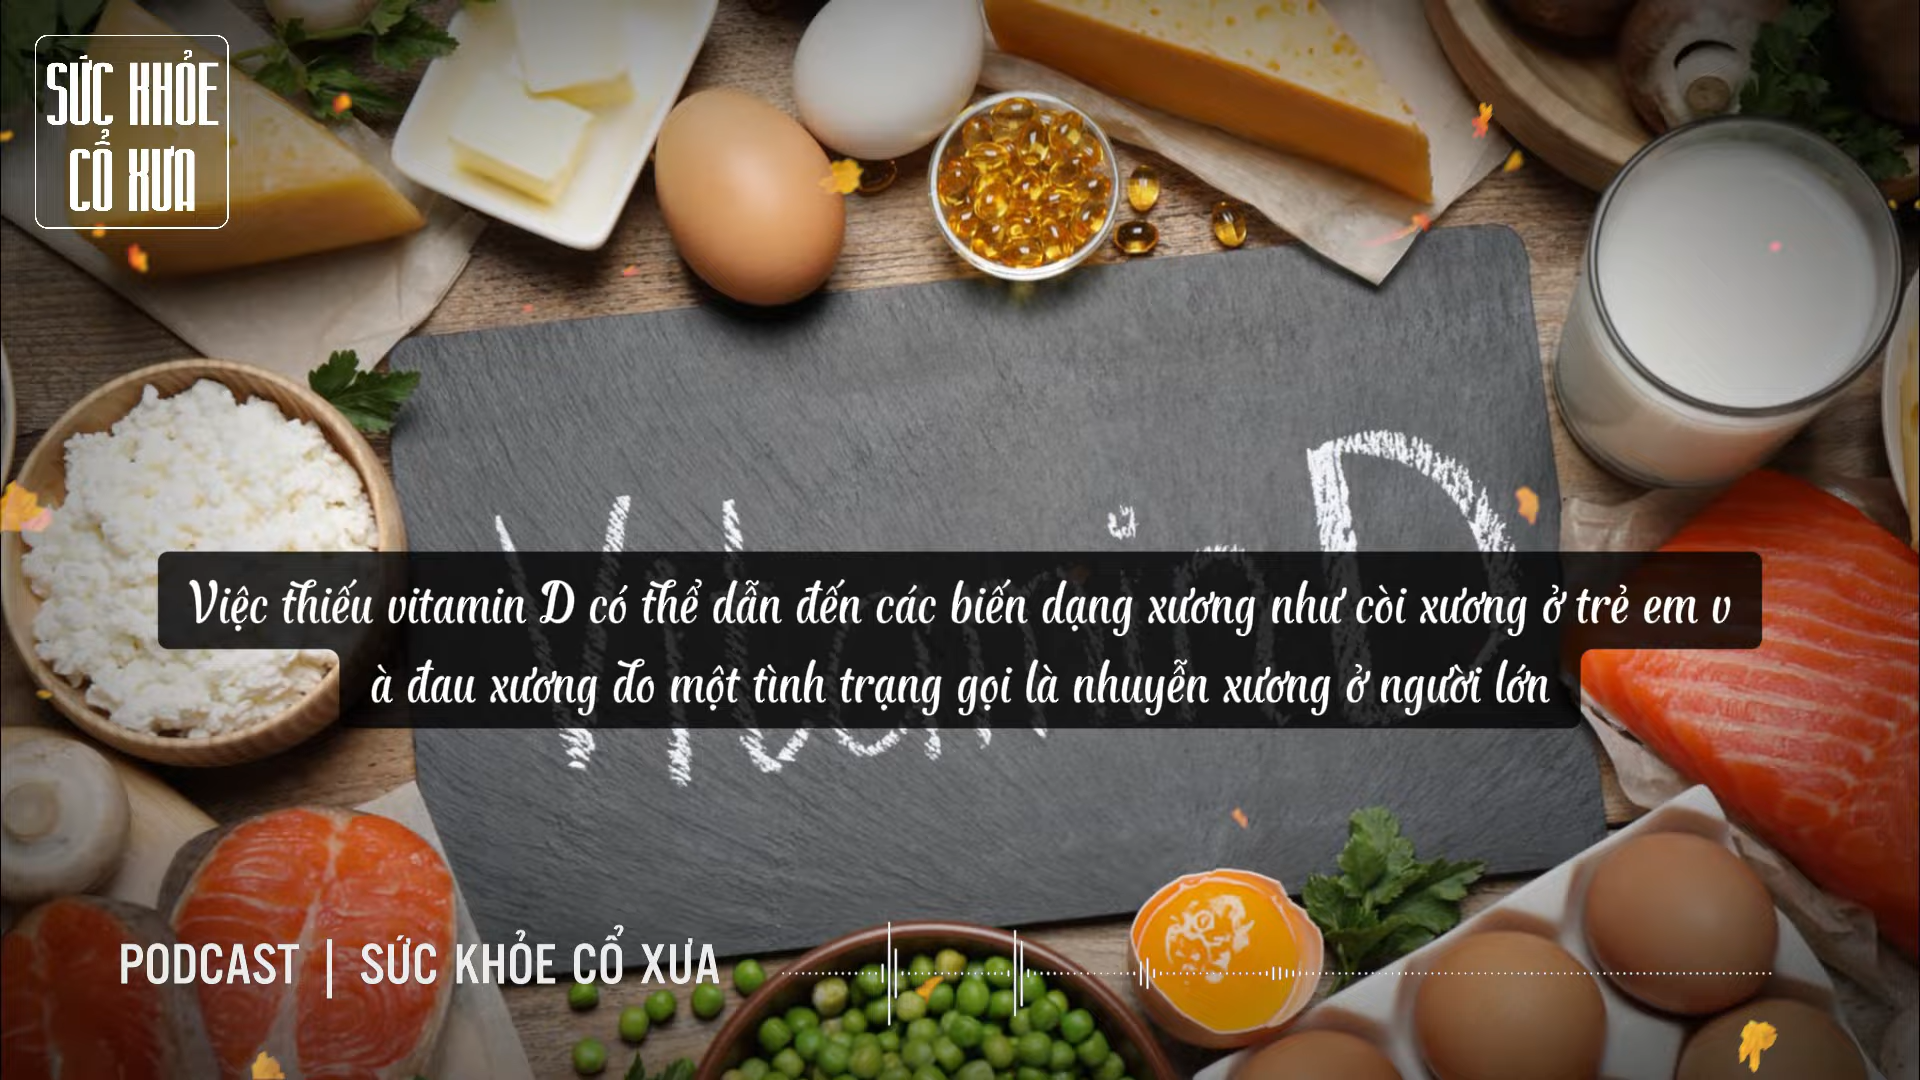 SỨC KHỎE
CỔ XƯA
Vitamin D
Việc thiếu vitamin D có thể dẫn đến các biến dạng xương như còi xương ở trẻ em v
à đau xương do một tình trạng gọi là nhuyễn xương ở người lớn
PODCAST | SỨC KHỎE CỔ XƯA